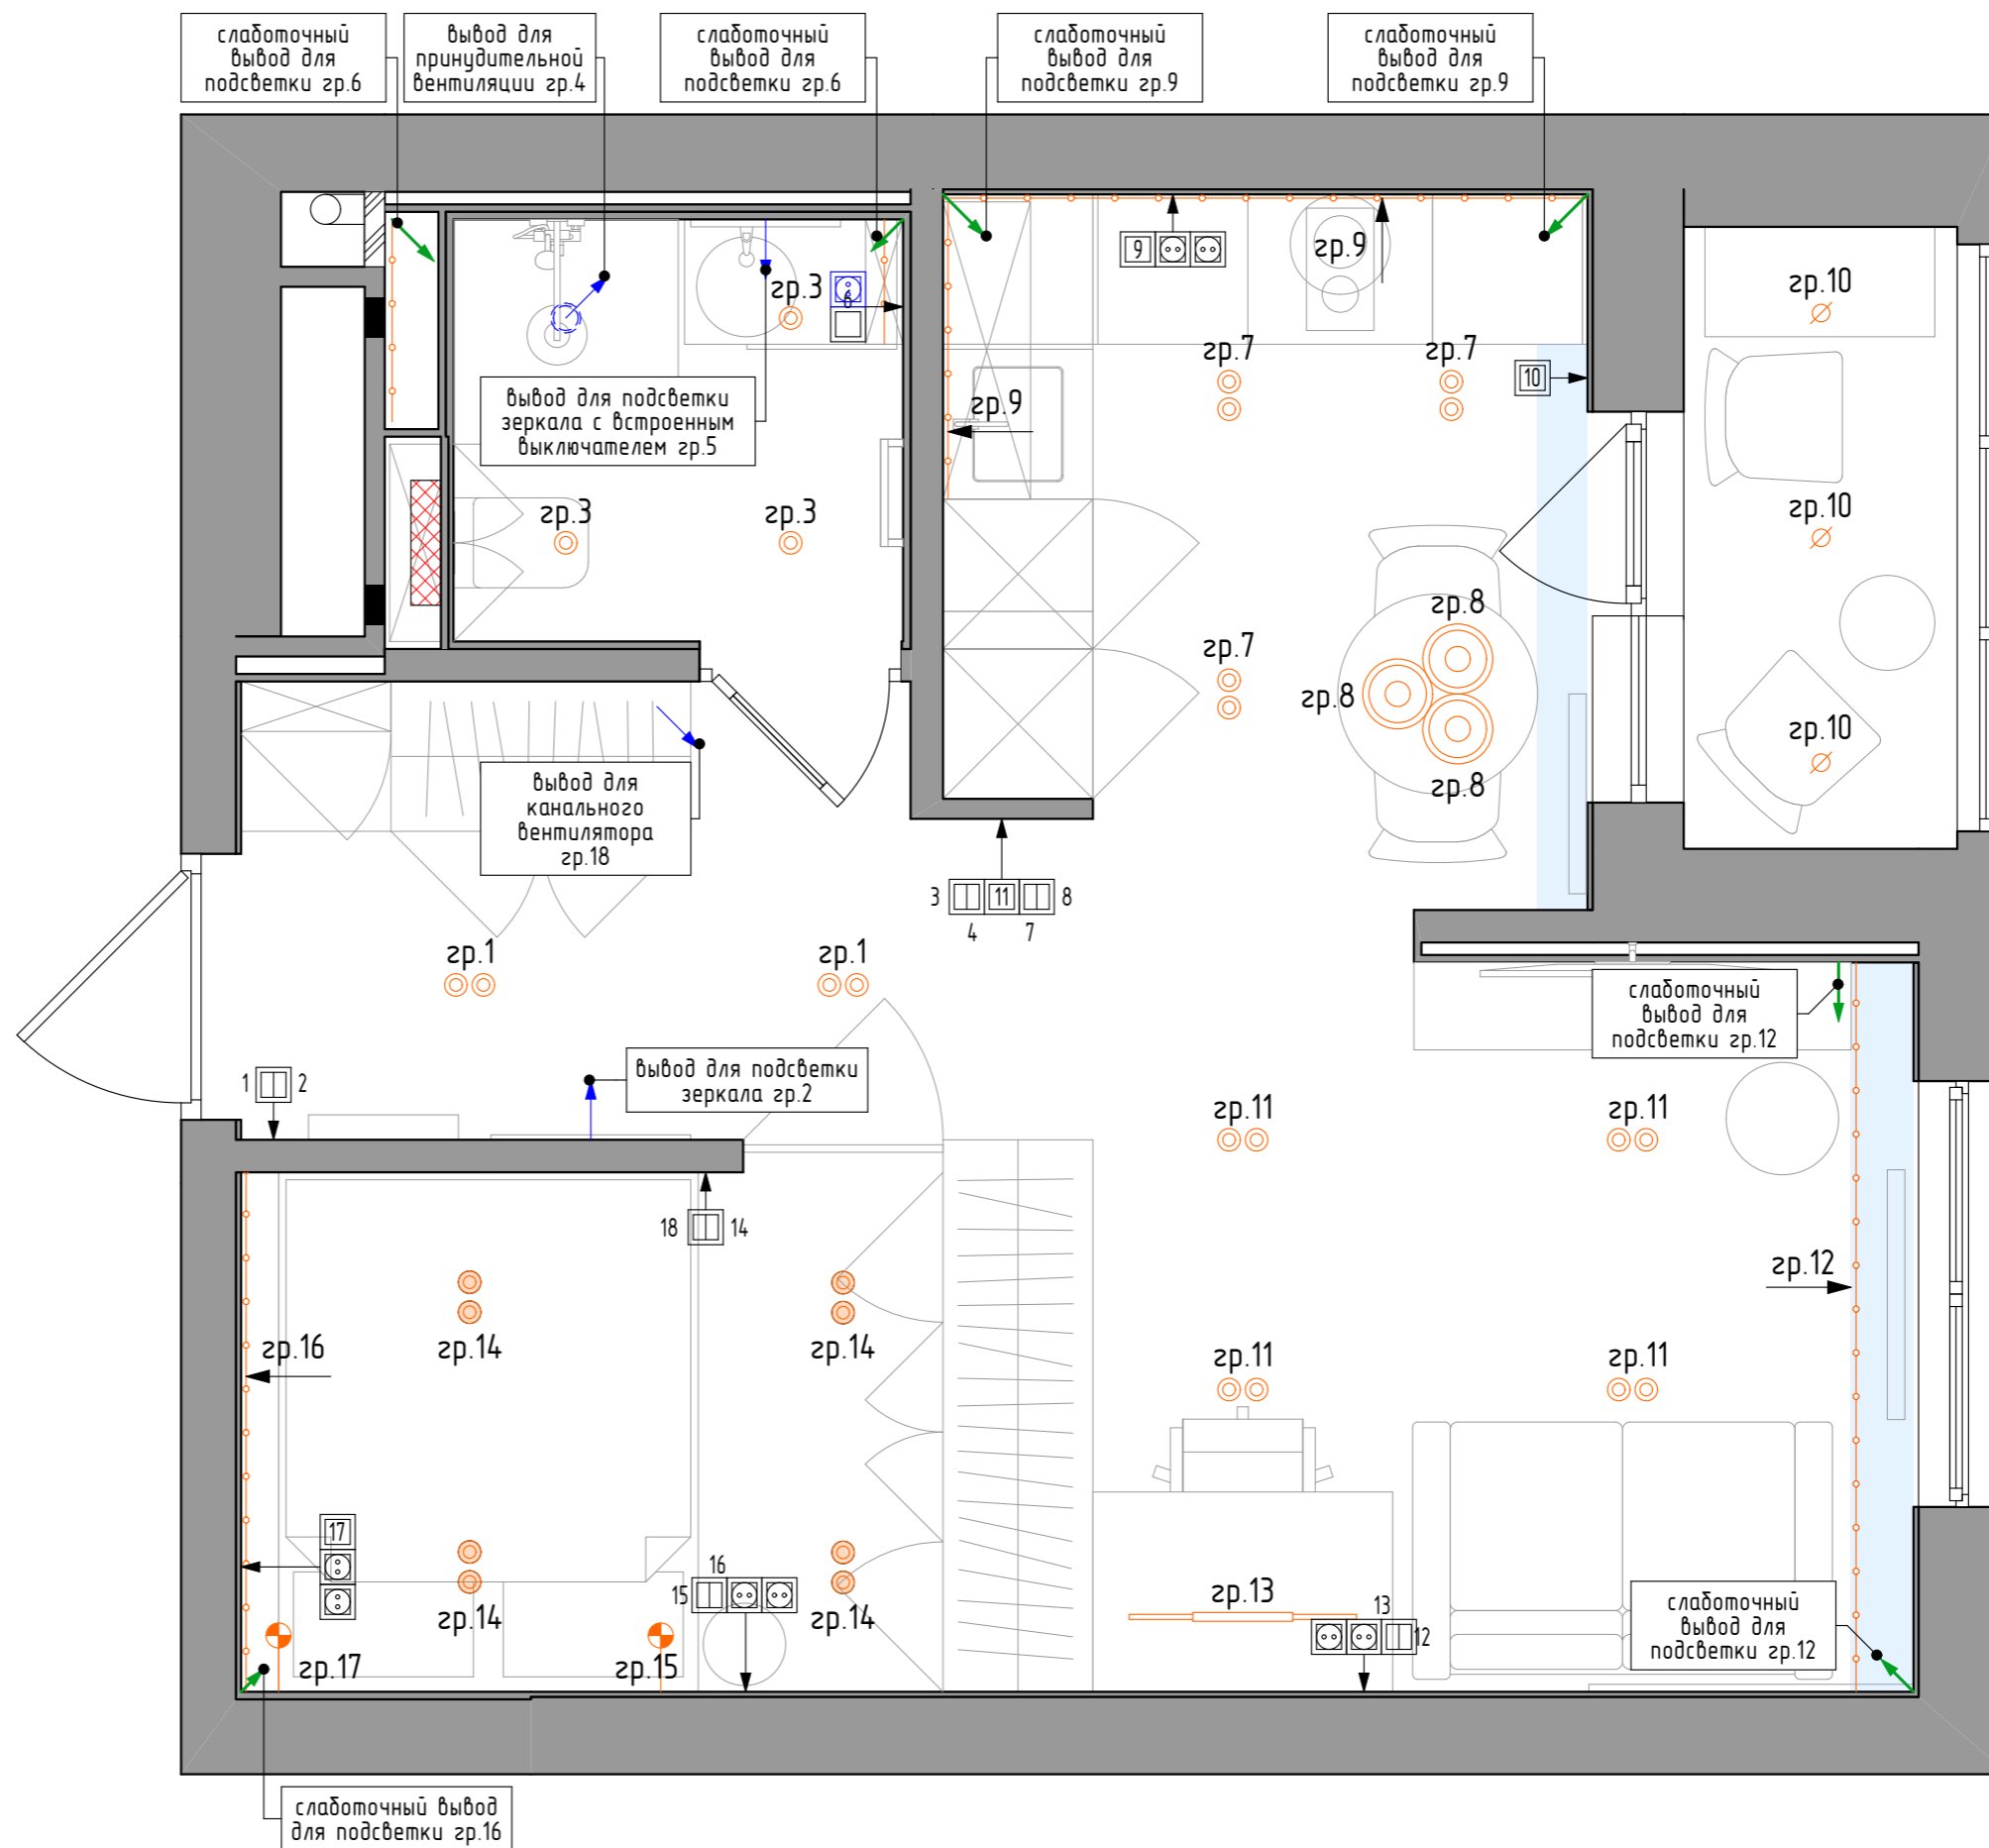 слаботочный
вывод для
подсветки гр.6
вывод для
принудительной
вентиляции гр.4
слаботочный
вывод для
подсветки гр.6
слаботочный
вывод для
подсветки гр.9
слаботочный
вывод для
подсветки гр.9
гр.3
6
9
гр.9
гр.10
гр.7
гр.7
10
вывод для подсветки
зеркала с встроенным
выключателем гр.5
гр.9
гр.3
гр.3
гр.10
гр.8
гр.7
гр.8
гр.10
гр.8
вывод для
канального
вентилятора
гр.18
3
11
8
4
7
гр.1
гр.1
слаботочный
вывод для
подсветки гр.12
1
2
вывод для подсветки
зеркала гр.2
гр.11
гр.11
18
14
гр.12
гр.16
гр.14
гр.14
гр.11
гр.11
17
16
15
гр.14
гр.14
гр.13
13
12
слаботочный
вывод для
подсветки гр.12
гр.17
гр.15
слаботочный вывод
для подсветки гр.16